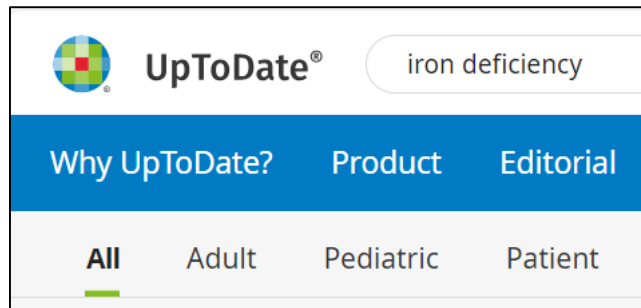 UpToDate® iron deficiency
Why UpToDate? Product Editorial
All Adult Pediatric Patient